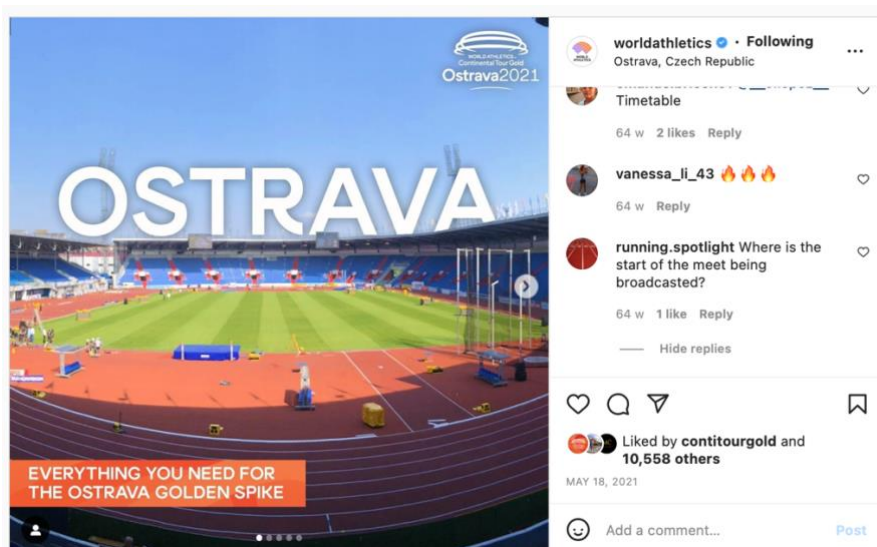 WORLD ATHLETICS
Continental Tour Gold
Ostrava2021
OSTRAVA
EVERYTHING YOU NEED FOR
THE OSTRAVA GOLDEN SPIKE
worldathletics • Following
Ostrava, Czech Republic
Timetable
64 w 2 likes Reply
vanessa_li_43 🔥🔥🔥
64 w Reply
running.spotlight Where is the
start of the meet being
broadcasted?
64 w 1 like Reply
Hide replies
Liked by contitourgold and
10,558 others
MAY 18, 2021
Add a comment...
Post